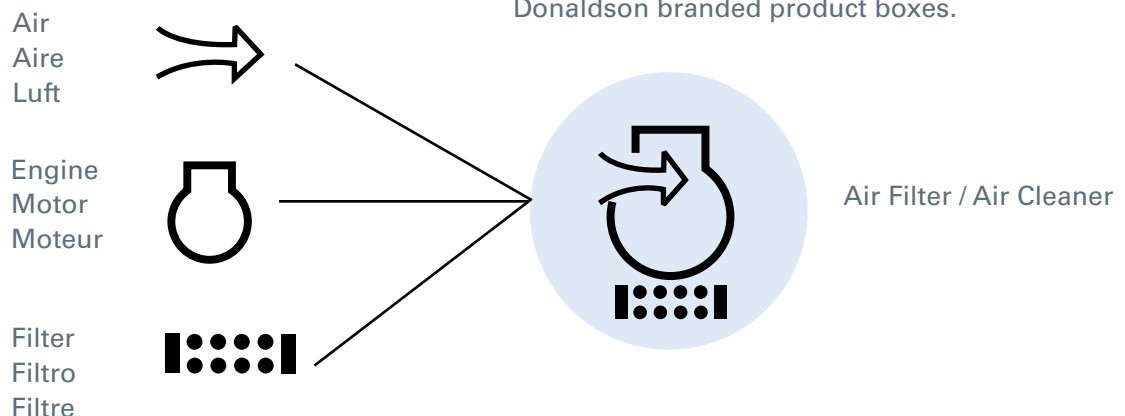 Donaldson branded product boxes.
Air
Aire
Luft
Engine
Motor
Moteur
Filter
Filtro
Filtre
Air Filter / Air Cleaner